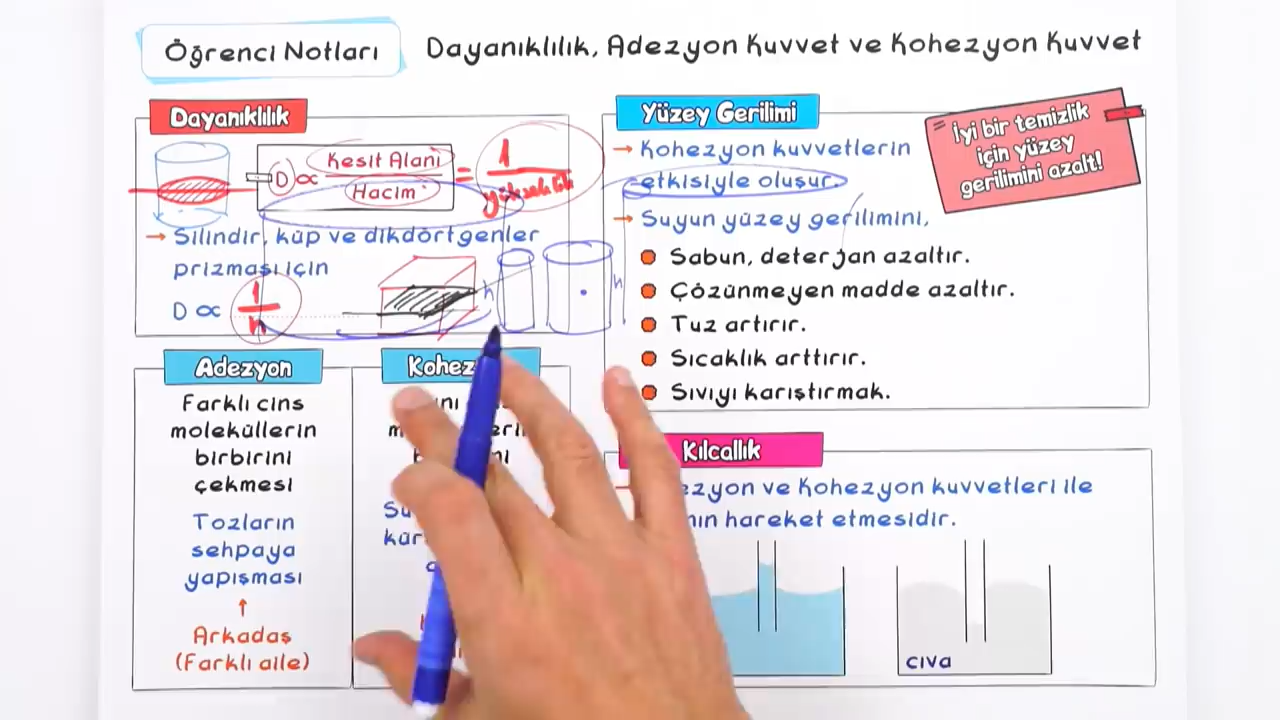 Öğrenci Notları
Dayanıklılık, Adezyon Kuvvet ve Kohezyon Kuvvet
Dayanıklılık
D ∝ Kesit Alanı
Hacim
= 1
yükseklik
→ Silindir, küp ve dikdörtgenler
prizması için
D ∝ 1
h
h
h
Adezyon
Farklı cins
moleküllerin
birbirini
çekmesi
Tozların
sehpaya
yapışması
↑
Arkadaş
(Farklı aile)
Yüzey Gerilimi
→ Kohezyon kuvvetlerin
etkisiyle oluşur.
→ Suyun yüzey gerilimini,
Sabun, deterjan azaltır.
Çözünmeyen madde azaltır.
Tuz artırır.
Sıcaklık arttırır.
Sıvıyı karıştırmak.
İyi bir temizlik
için yüzey
gerilimini azalt!
Kılcallık
ve Kohezyon kuvvetleri ile
hareket etmesidir.
cıva